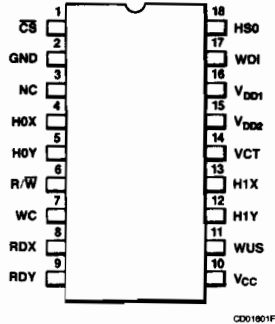 1 18
CS HS0
2 17
GND WDI
3 16
NC VDD1
4 15
H0X VDD2
5 14
H0Y VCT
6 13
R/W H1X
7 12
WC H1Y
8 11
RDX WUS
9 10
RDY VCC
CD01601F